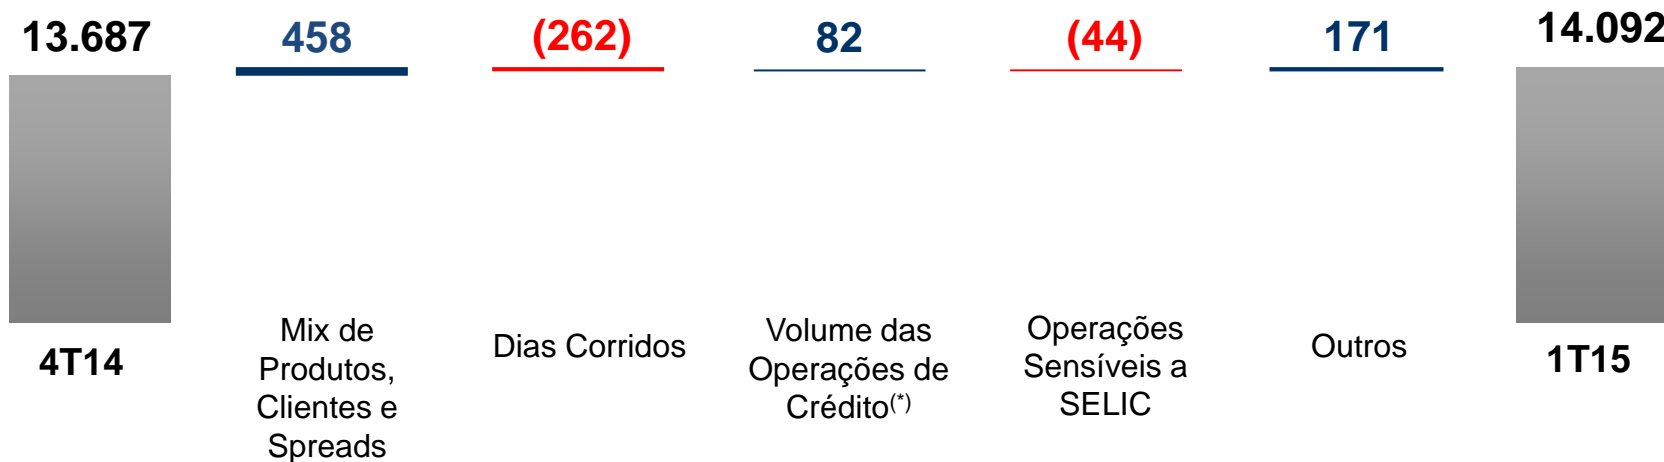 13.687
458
(262)
82
(44)
171
14.092
4T14
Mix de
Produtos,
Clientes e
Spreads
Dias Corridos
Volume das
Operações de
Crédito(*)
Operações
Sensíveis a
SELIC
Outros
1T15